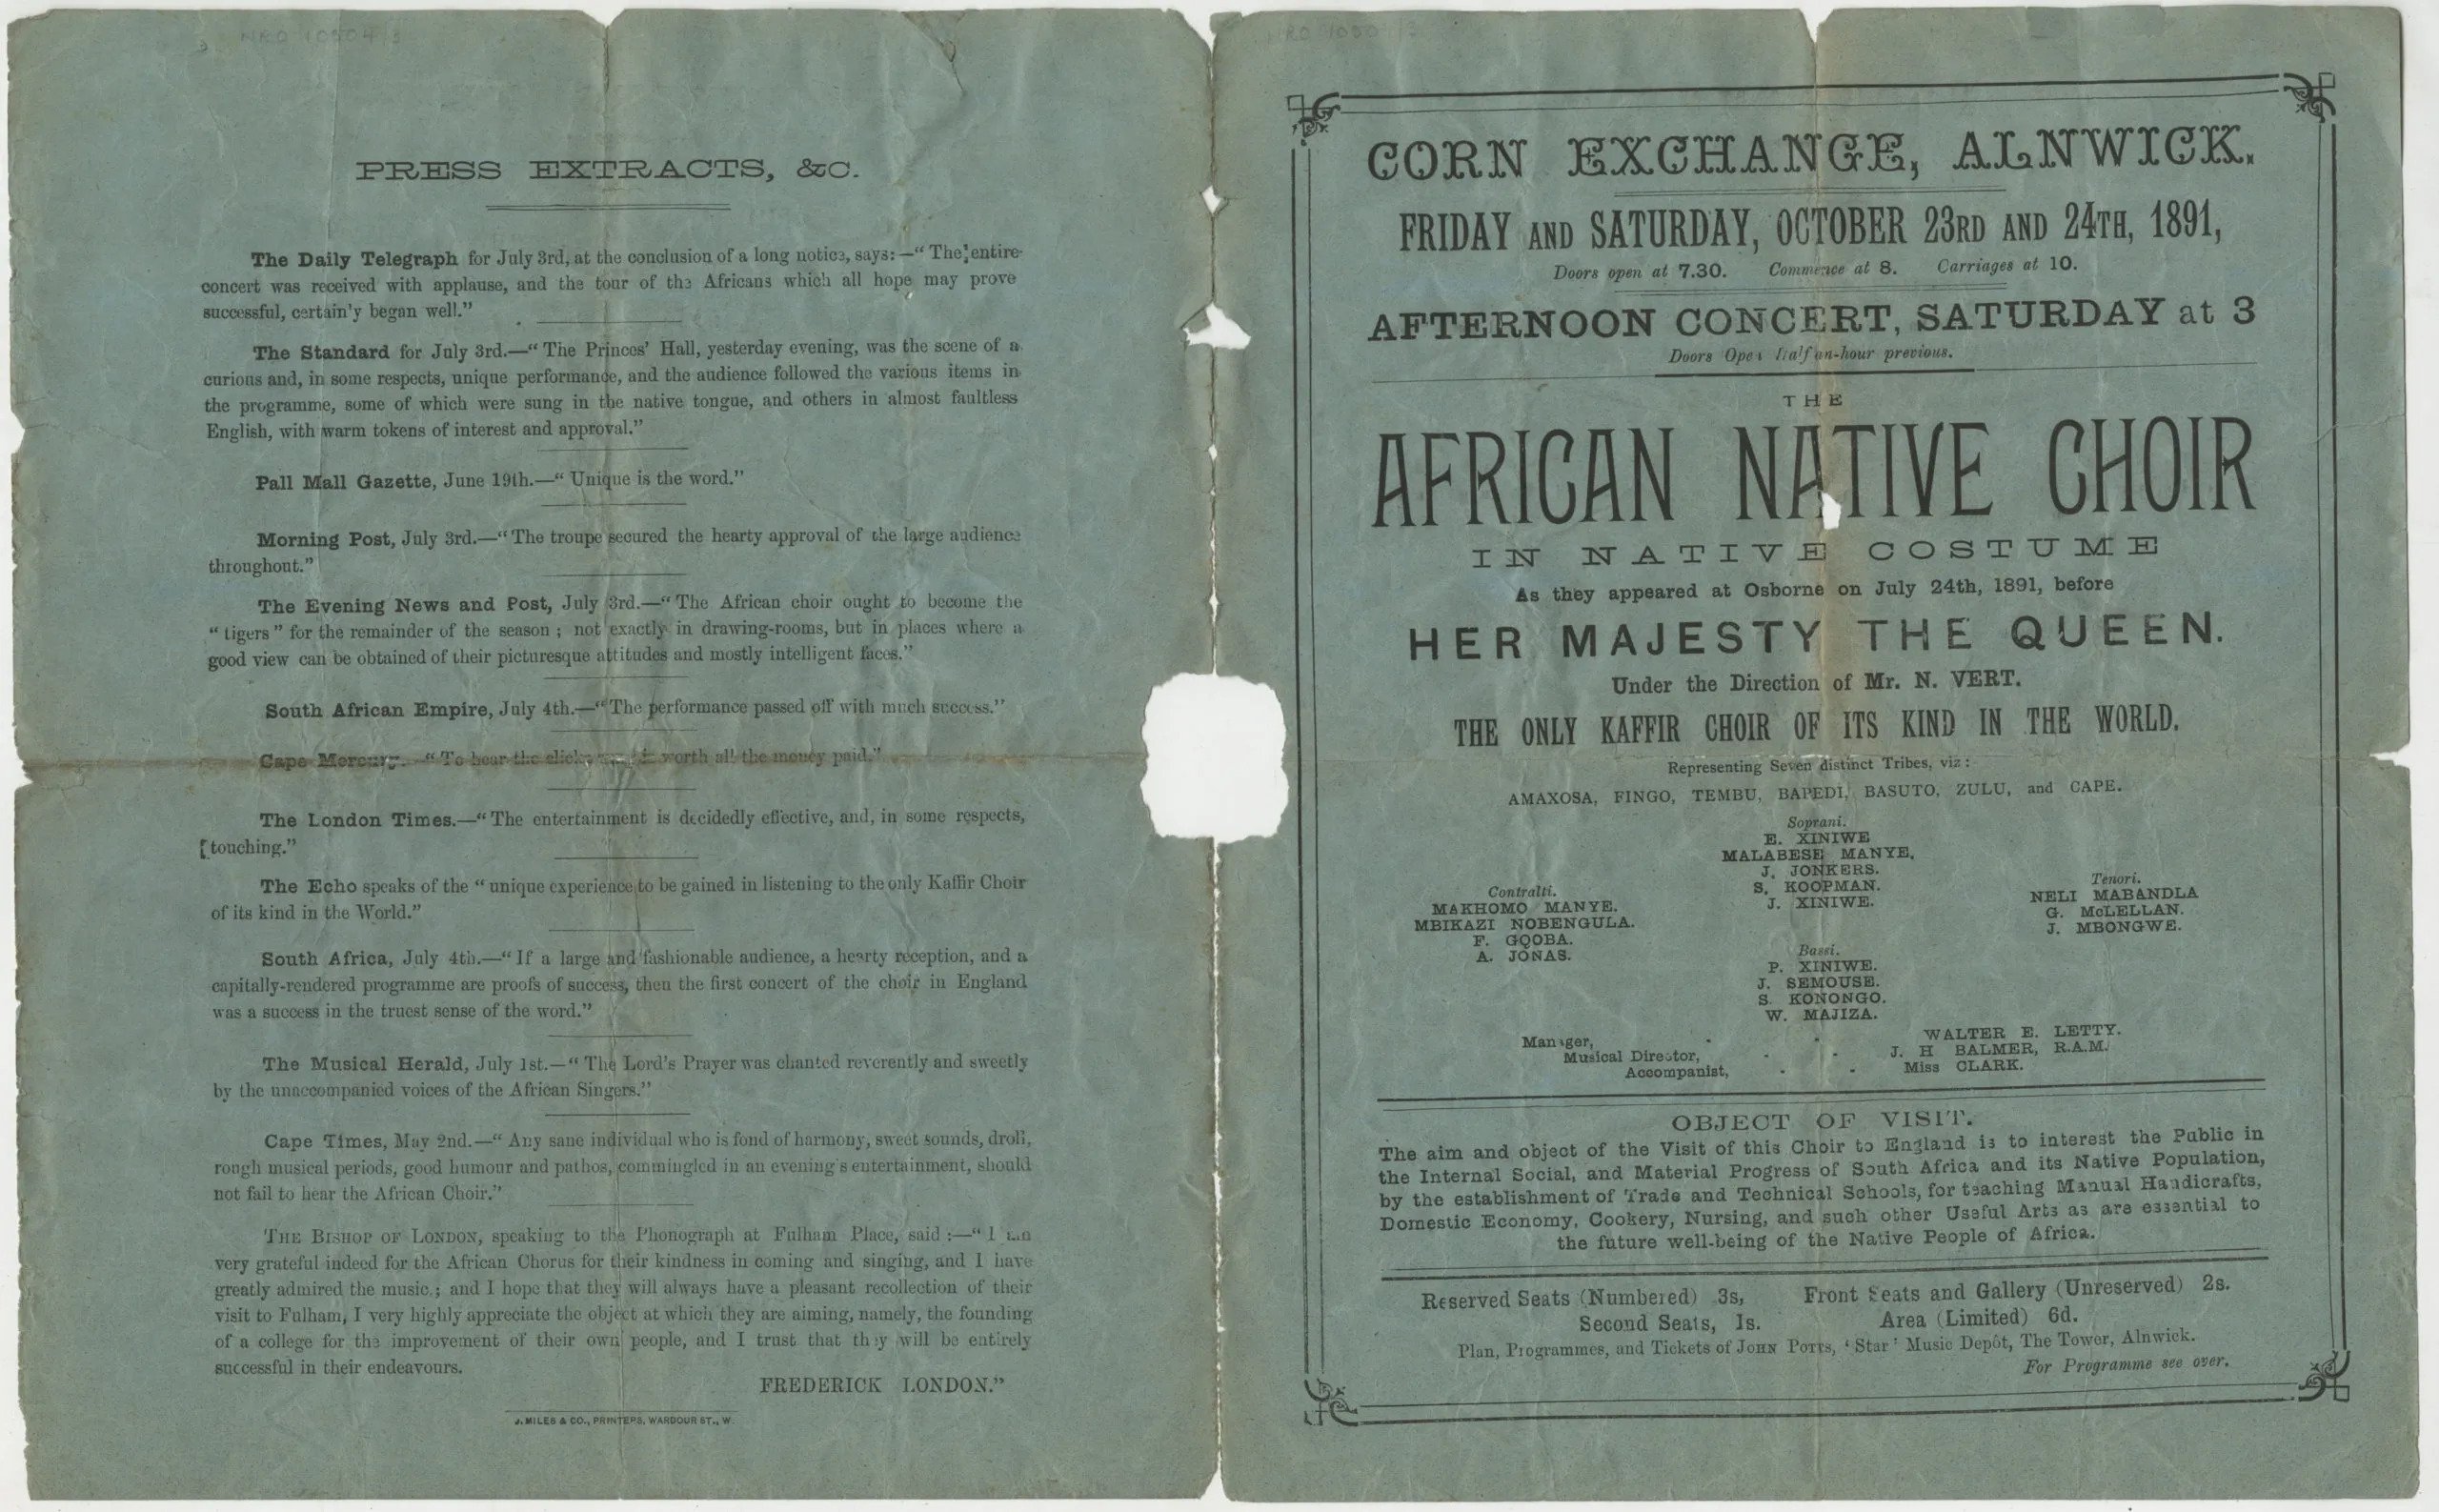 PRESS EXTRACTS, &C.
The Daily Telegraph for July 3rd, at the conclusion of a long notice, says:—“ The entire
concert was received with applause, and the tour of the Africans which all hope may prove
successful, certain'y began well.”
The Standard for July 3rd.—“ The Princes’ Hall, yesterday evening, was the scene of a
curious and, in some respects, unique performance, and the audience followed the various items in
the programme, some of which were sung in the native tongue, and others in almost faultless
English, with warm tokens of interest and approval.”
Pall Mall Gazette, June 19th.—“ Unique is the word.”
Morning Post, July 3rd.—“ The troupe secured the hearty approval of the large audience
throughout.”
The Evening News and Post, July 3rd.—“ The African choir ought to become the
“ tigers ” for the remainder of the season ; not exactly in drawing-rooms, but in places where a
good view can be obtained of their picturesque attitudes and mostly intelligent faces.”
South African Empire, July 4th.—“ The performance passed off with much success.”
Cape Mercury.—“ To hear the clicks is worth all the money paid.”
The London Times.—“ The entertainment is decidedly effective, and, in some respects,
[touching.”
The Echo speaks of the “ unique experience to be gained in listening to the only Kaffir Choir
of its kind in the World.”
South Africa, July 4th.—“ If a large and fashionable audience, a hearty reception, and a
capitally-rendered programme are proofs of success, then the first concert of the choir in England
was a success in the truest sense of the word.”
The Musical Herald, July 1st.—“ The Lord’s Prayer was chanted reverently and sweetly
by the unaccompanied voices of the African Singers.”
Cape Times, May 2nd.—“ Any sane individual who is fond of harmony, sweet sounds, droll,
rough musical periods, good humour and pathos, commingled in an evening’s entertainment, should
not fail to hear the African Choir.”
THE BISHOP OF LONDON, speaking to the Phonograph at Fulham Place, said :—“ I am
very grateful indeed for the African Chorus for their kindness in coming and singing, and I have
greatly admired the music ; and I hope that they will always have a pleasant recollection of their
visit to Fulham, I very highly appreciate the object at which they are aiming, namely, the founding
of a college for the improvement of their own people, and I trust that they will be entirely
successful in their endeavours.
FREDERICK LONDON.”
J. MILES & CO., PRINTERS, WARDOUR ST., W.
CORN EXCHANGE, ALNWICK.
FRIDAY AND SATURDAY, OCTOBER 23RD AND 24TH, 1891,
Doors open at 7.30. Commence at 8. Carriages at 10.
AFTERNOON CONCERT, SATURDAY at 3
Doors Open Half an-hour previous.
THE
AFRICAN NATIVE CHOIR
IN NATIVE COSTUME
As they appeared at Osborne on July 24th, 1891, before
HER MAJESTY THE QUEEN.
Under the Direction of Mr. N. VERT.
THE ONLY KAFFIR CHOIR OF ITS KIND IN THE WORLD.
Representing Seven distinct Tribes, viz :
AMAXOSA, FINGO, TEMBU, BAPEDI, BASUTO, ZULU, and CAPE.
Soprani.
E. XINIWE
MALABESE MANYE,
J. JONKERS.
S. KOOPMAN.
J. XINIWE.
Contralti.
MAKHOMO MANYE.
MBIKAZI NOBENGULA.
F. GQOBA.
A. JONAS.
Tenori.
NELI MABANDLA
G. McLELLAN.
J. MBONGWE.
Bassi.
P. XINIWE.
J. SEMOUSE.
S. KONONGO.
W. MAJIZA.
Manager, - WALTER E. LETTY.
Musical Director, - - J. H BALMER, R.A.M.
Accompanist, - - Miss CLARK.
OBJECT OF VISIT.
The aim and object of the Visit of this Choir to England is to interest the Public in
the Internal Social, and Material Progress of South Africa and its Native Population,
by the establishment of Trade and Technical Schools, for teaching Manual Handicrafts,
Domestic Economy, Cookery, Nursing, and such other Useful Arts as are essential to
the future well-being of the Native People of Africa.
Reserved Seats (Numbered) 3s, Front Seats and Gallery (Unreserved) 2s.
Second Seats, 1s. Area (Limited) 6d.
Plan, Programmes, and Tickets of JOHN POTTS, ‘ Star ’ Music Depôt, The Tower, Alnwick.
For Programme see over.